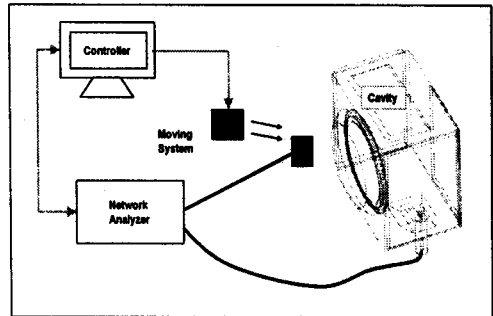 Controller
Cavity
Moving
System
Network
Analyzer